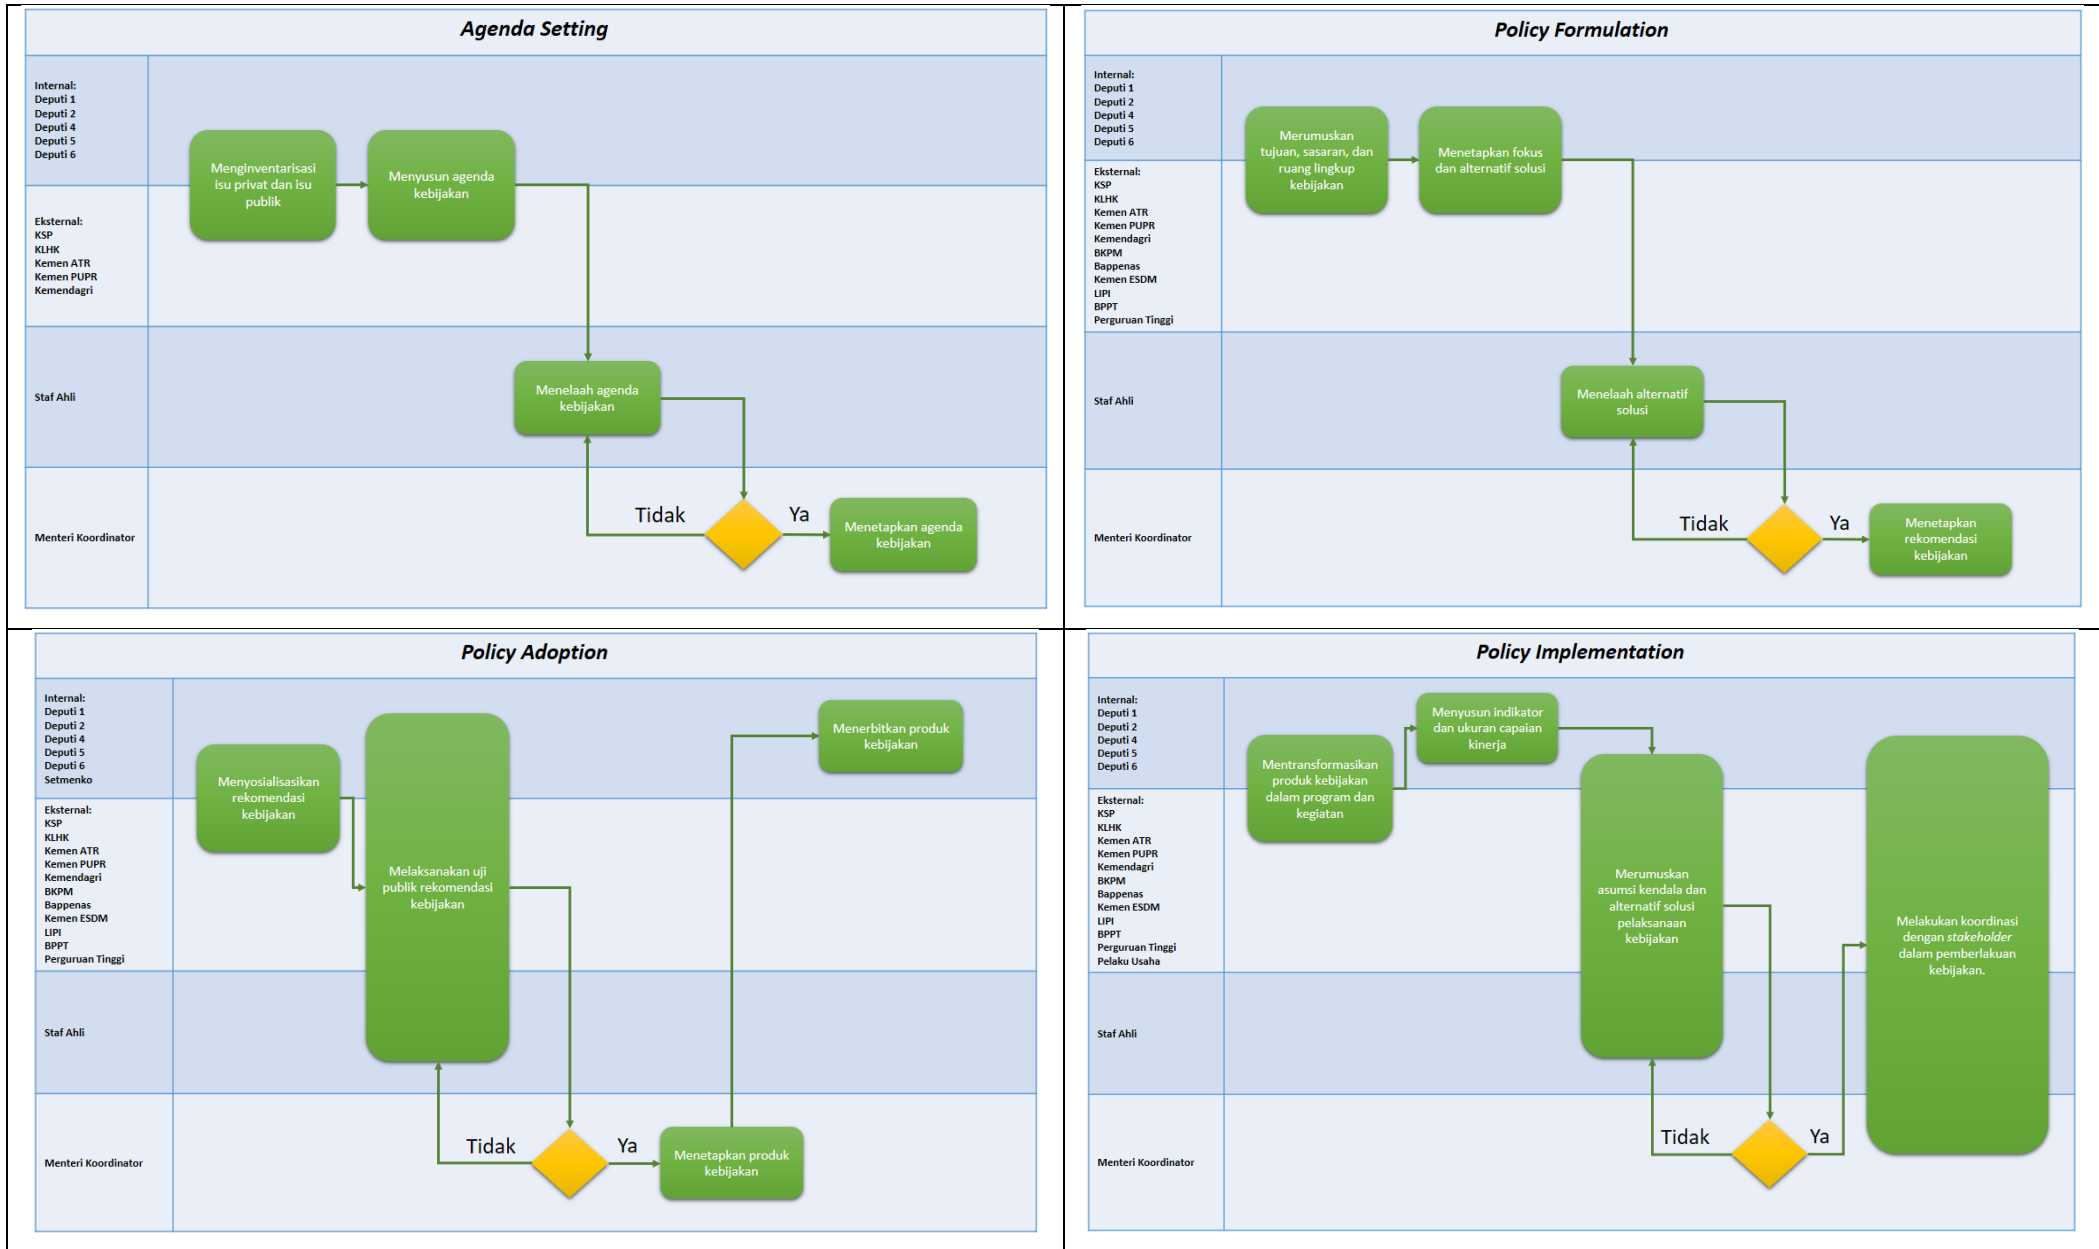 Agenda Setting
Internal:
Deputi 1
Deputi 2
Deputi 4
Deputi 5
Deputi 6
Menginventarisasi
isu privat dan isu
publik
Menyusun agenda
kebijakan
Eksternal:
KSP
KLHK
Kemen ATR
Kemen PUPR
Kemendagri
Staf Ahli
Menelaah agenda
kebijakan
Menteri Koordinator
Tidak
Ya
Menetapkan agenda
kebijakan
Policy Formulation
Internal:
Deputi 1
Deputi 2
Deputi 4
Deputi 5
Deputi 6
Merumuskan
tujuan, sasaran, dan
ruang lingkup
kebijakan
Menetapkan fokus
dan alternatif solusi
Eksternal:
KSP
KLHK
Kemen ATR
Kemen PUPR
Kemendagri
BKPM
Bappenas
Kemen ESDM
LIPI
BPPT
Perguruan Tinggi
Staf Ahli
Menelaah alternatif
solusi
Menteri Koordinator
Tidak
Ya
Menetapkan
rekomendasi
kebijakan
Policy Adoption
Internal:
Deputi 1
Deputi 2
Deputi 4
Deputi 5
Deputi 6
Setmenko
Menyosialisasikan
rekomendasi
kebijakan
Melaksanakan uji
publik rekomendasi
kebijakan
Menerbitkan produk
kebijakan
Eksternal:
KSP
KLHK
Kemen ATR
Kemen PUPR
Kemendagri
BKPM
Bappenas
Kemen ESDM
LIPI
BPPT
Perguruan Tinggi
Staf Ahli
Menteri Koordinator
Tidak
Ya
Menetapkan produk
kebijakan
Policy Implementation
Internal:
Deputi 1
Deputi 2
Deputi 4
Deputi 5
Deputi 6
Mentransformasikan
produk kebijakan
dalam program dan
kegiatan
Menyusun indikator
dan ukuran capaian
kinerja
Merumuskan
asumsi kendala dan
alternatif solusi
pelaksanaan
kebijakan
Melakukan koordinasi
dengan stakeholder
dalam pemberlakuan
kebijakan.
Eksternal:
KSP
KLHK
Kemen ATR
Kemen PUPR
Kemendagri
BKPM
Bappenas
Kemen ESDM
LIPI
BPPT
Perguruan Tinggi
Pelaku Usaha
Staf Ahli
Menteri Koordinator
Tidak
Ya